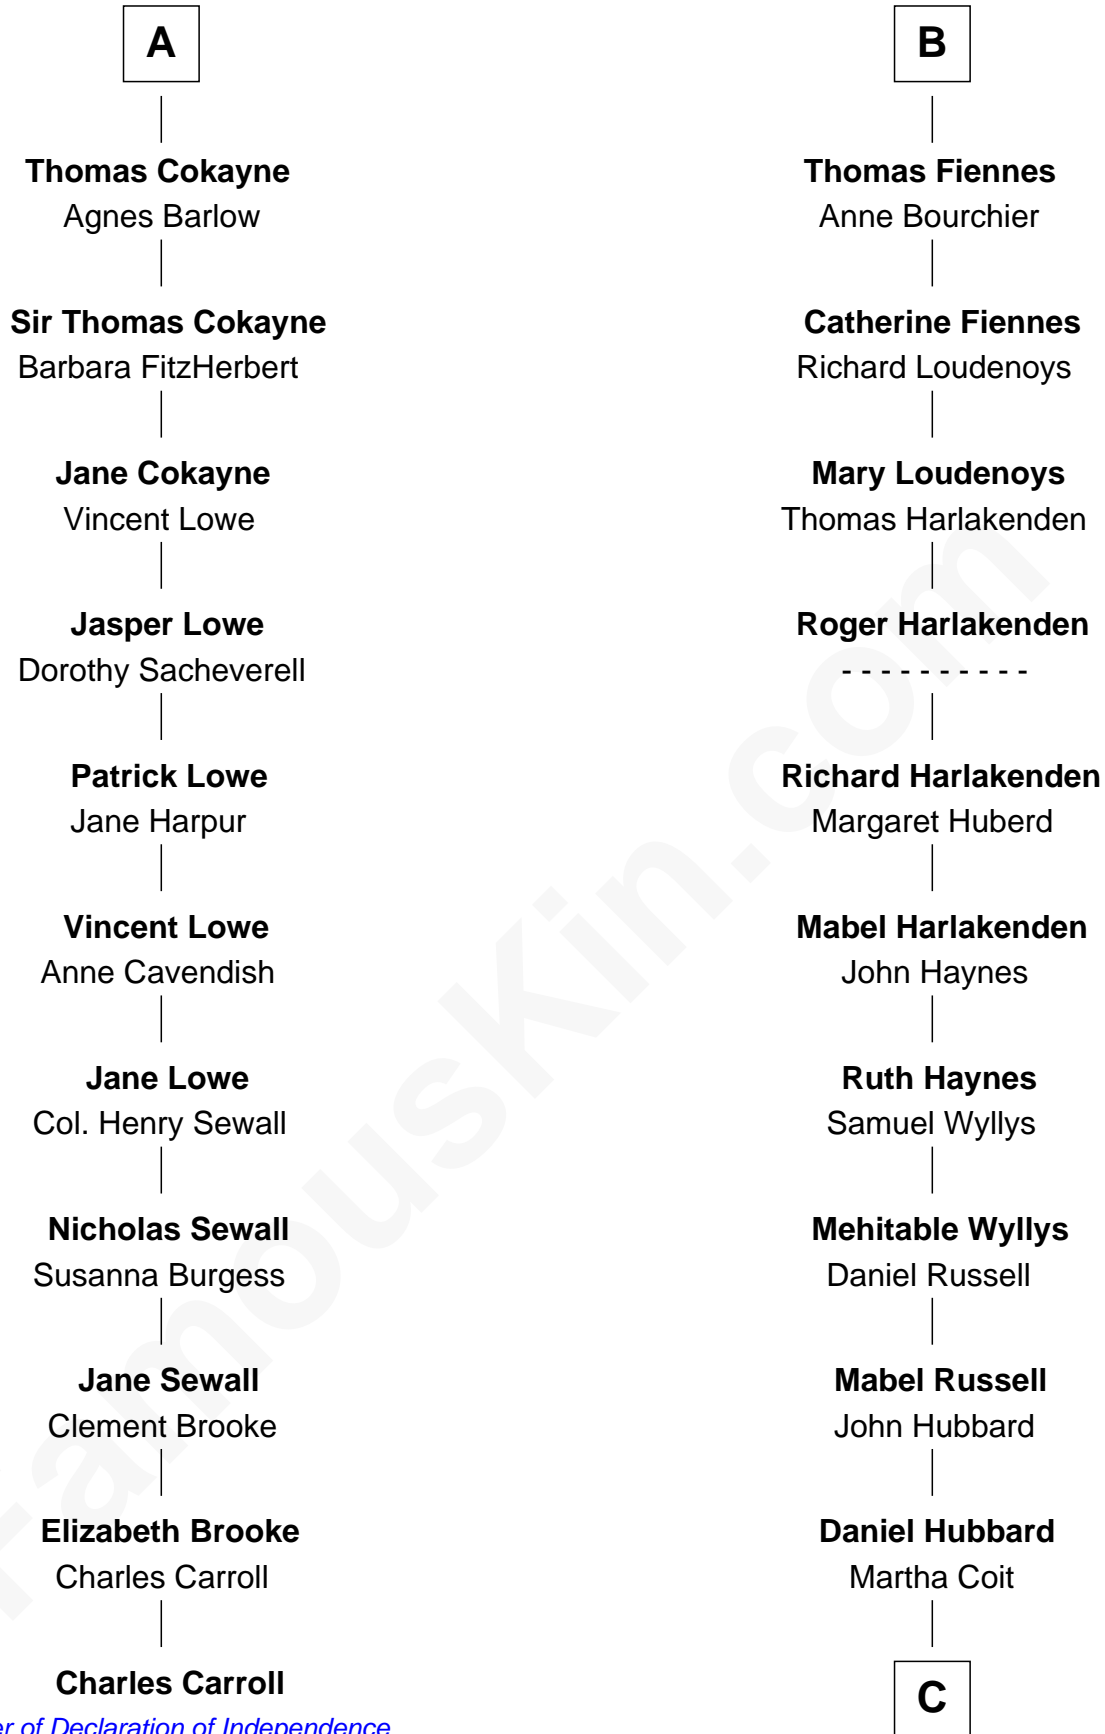 A
Thomas Cokayne
Agnes Barlow
Sir Thomas Cokayne
Barbara FitzHerbert
Jane Cokayne
Vincent Lowe
Jasper Lowe
Dorothy Sacheverell
Patrick Lowe
Jane Harpur
Vincent Lowe
Anne Cavendish
Jane Lowe
Col. Henry Sewall
Nicholas Sewall
Susanna Burgess
Jane Sewall
Clement Brooke
Elizabeth Brooke
Charles Carroll
Charles Carroll
of Declaration of Independence
B
Thomas Fiennes
Anne Bourchier
Catherine Fiennes
Richard Loudenoys
Mary Loudenoys
Thomas Harlakenden
Roger Harlakenden
- - - - - - - - - -
Richard Harlakenden
Margaret Huberd
Mabel Harlakenden
John Haynes
Ruth Haynes
Samuel Wyllys
Mehitable Wyllys
Daniel Russell
Mabel Russell
John Hubbard
Daniel Hubbard
Martha Coit
C
FamousKin.com